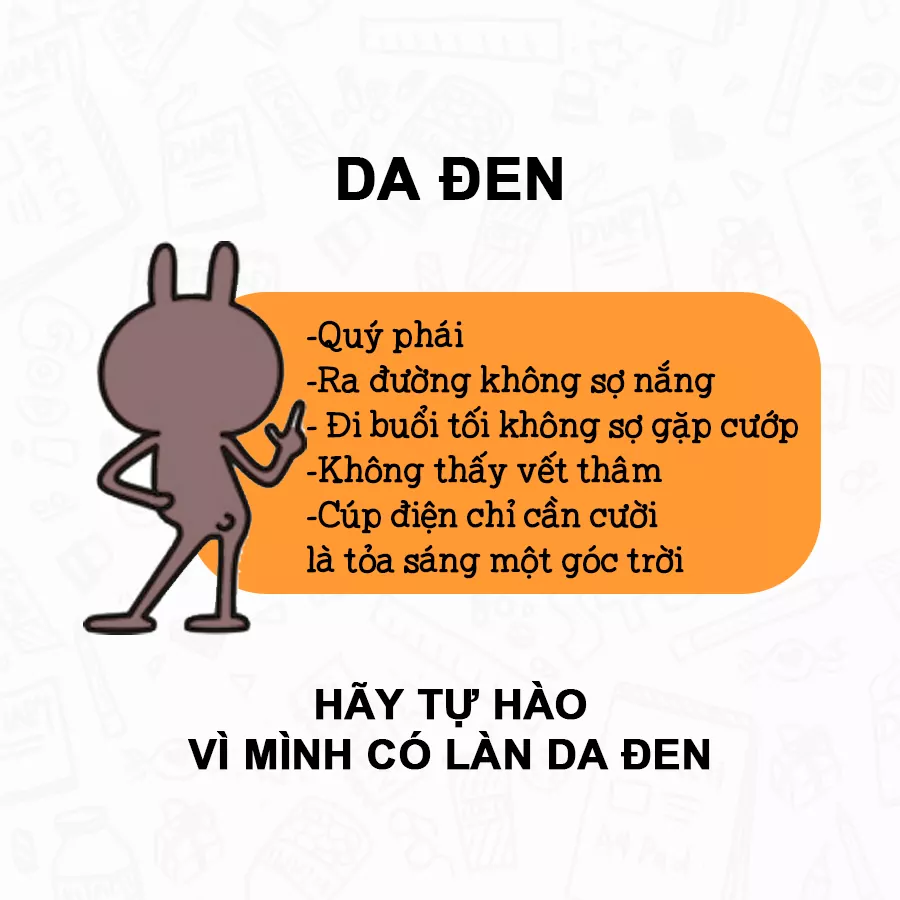 DA ĐEN
-Quý phái
-Ra đường không sợ nắng
- Đi buổi tối không sợ gặp cướp
-Không thấy vết thâm
-Cúp điện chỉ cần cười
là tỏa sáng một góc trời
HÃY TỰ HÀO
VÌ MÌNH CÓ LÀN DA ĐEN